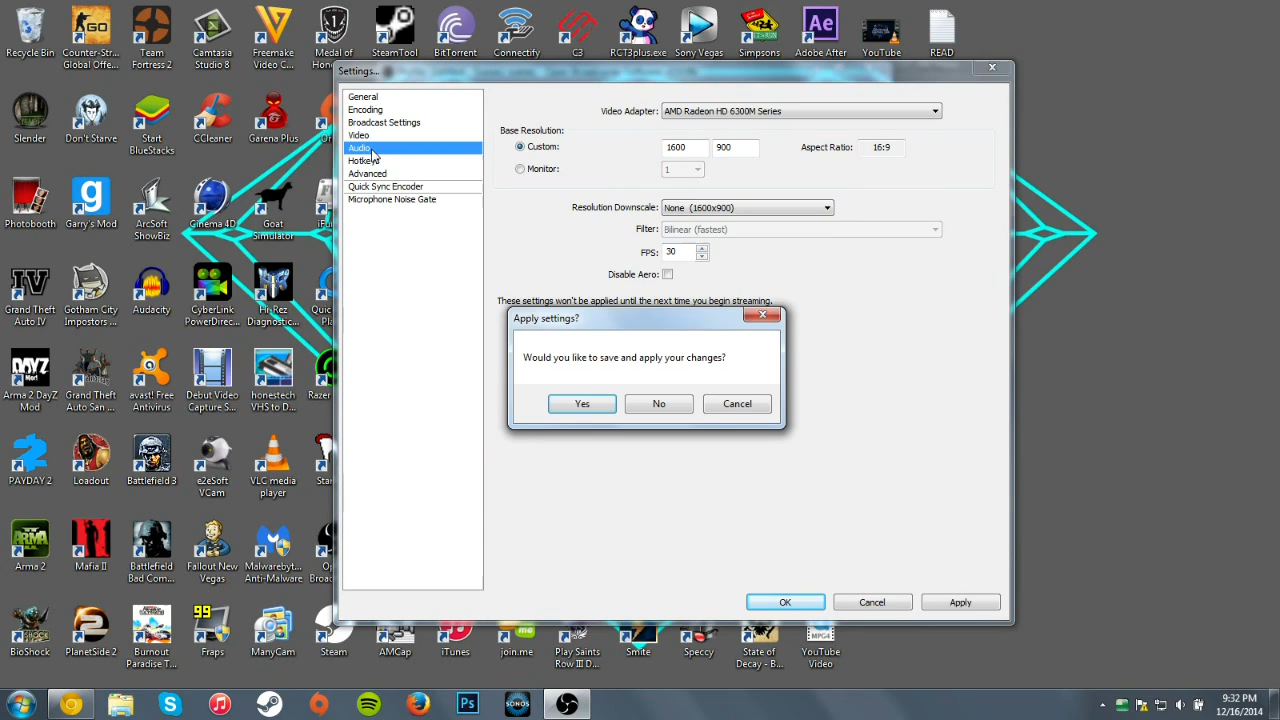 Recycle Bin
Counter-Str...
Global Offe...
Team
Fortress 2
Camtasia
Studio 8
Freemake
Video C...
Medal of
Hono
SteamTool
BitTorrent
Connectify
C3
RCT3plus.exe
Sony Vegas
Simpsons
Adobe After
YouTube
READ
Settings...
General
Encoding
Broadcast Settings
Video
Audio
Hotkeys
Advanced
Quick Sync Encoder
Microphone Noise Gate
Video Adapter:
AMD Radeon HD 6300M Series
Base Resolution:
Custom:
1600
900
Aspect Ratio:
16:9
Monitor:
1
Resolution Downscale:
None (1600x900)
Filter:
Bilinear (fastest)
FPS:
30
Disable Aero:
These settings won't be applied until the next time you begin streaming.
Apply settings?
Would you like to save and apply your changes?
Yes
No
Cancel
OK
Cancel
Apply
Slender
Don't Starve
Start
BlueStacks
CCleaner
Garena Plus
Photobooth
Garry's Mod
ArcSoft
ShowBiz
Cinema 4D
Goat
Simulator
Grand Theft
Auto IV
Gotham City
Impostors ...
Audacity
CyberLink
PowerDirec...
Hi-Rez
Diagnostic...
Arma 2 DayZ
Mod
Grand Theft
Auto San ...
avast! Free
Antivirus
Debut Video
Capture S...
honestech
VHS to D...
Razer
PAYDAY 2
Loadout
Battlefield 3
e2eSoft
VCam
VLC media
player
Arma 2
Mafia II
Battlefield
Bad Com...
Fallout New
Vegas
Malwarebyt...
Anti-Malware
BioShock
PlanetSide 2
Burnout
Paradise T...
Fraps
ManyCam
Steam
AMCap
iTunes
join.me
Play Saints
Row III D...
Smite
Speccy
State of
Decay - B...
YouTube
Video
9:32 PM
12/16/2014